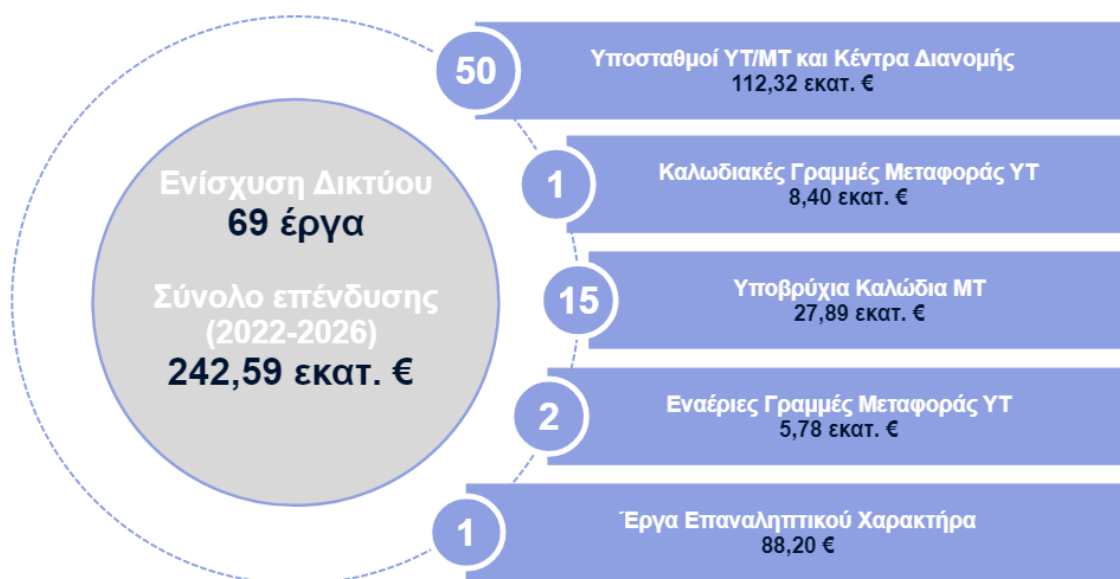 Ενίσχυση Δικτύου
69 έργα
Σύνολο επένδυσης
(2022-2026)
242,59 εκατ. €
50
Υποσταθμοί ΥΤ/ΜΤ και Κέντρα Διανομής
112,32 εκατ. €
1
Καλωδιακές Γραμμές Μεταφοράς ΥΤ
8,40 εκατ. €
15
Υποβρύχια Καλώδια ΜΤ
27,89 εκατ. €
2
Εναέριες Γραμμές Μεταφοράς ΥΤ
5,78 εκατ. €
1
Έργα Επαναληπτικού Χαρακτήρα
88,20 €